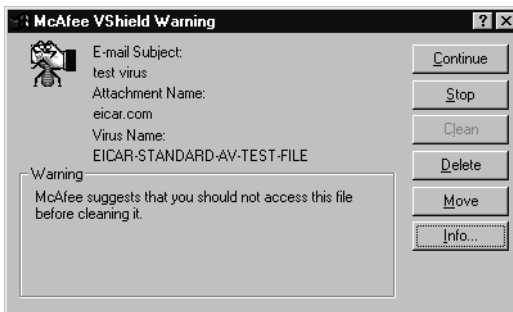 McAfee VShield Warning
E-mail Subject:
test virus
Attachment Name:
eicar.com
Virus Name:
EICAR-STANDARD-AV-TEST-FILE
Warning
McAfee suggests that you should not access this file
before cleaning it.
Continue
Stop
Clean
Delete
Move
Info...